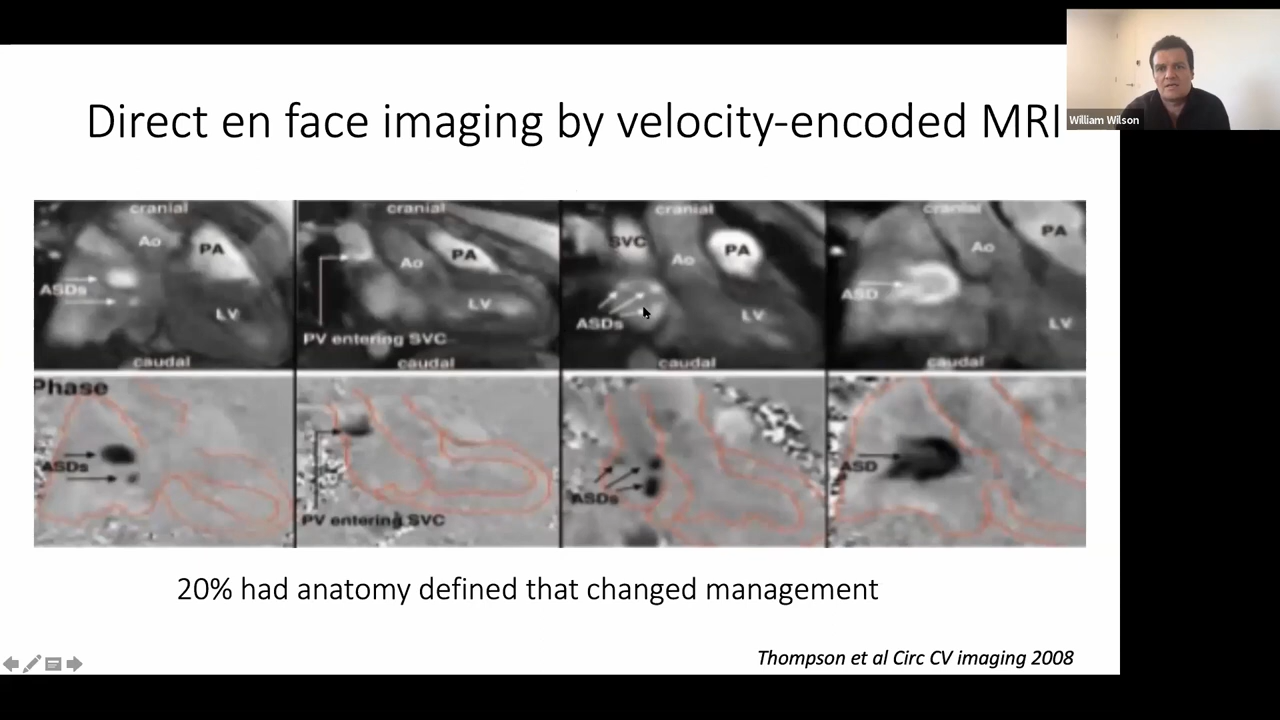 Direct en face imaging by velocity-encoded MRI
William Wilson
cranial
Ao
PA
ASDs
LV
caudal
cranial
Ao
PA
LV
PV entering SVC
caudal
cranial
SVC
Ao
PA
ASDs
LV
caudal
cranial
Ao
PA
ASD
LV
caudal
Phase
ASDs
PV entering SVC
ASDs
ASD
20% had anatomy defined that changed management
Thompson et al Circ CV imaging 2008